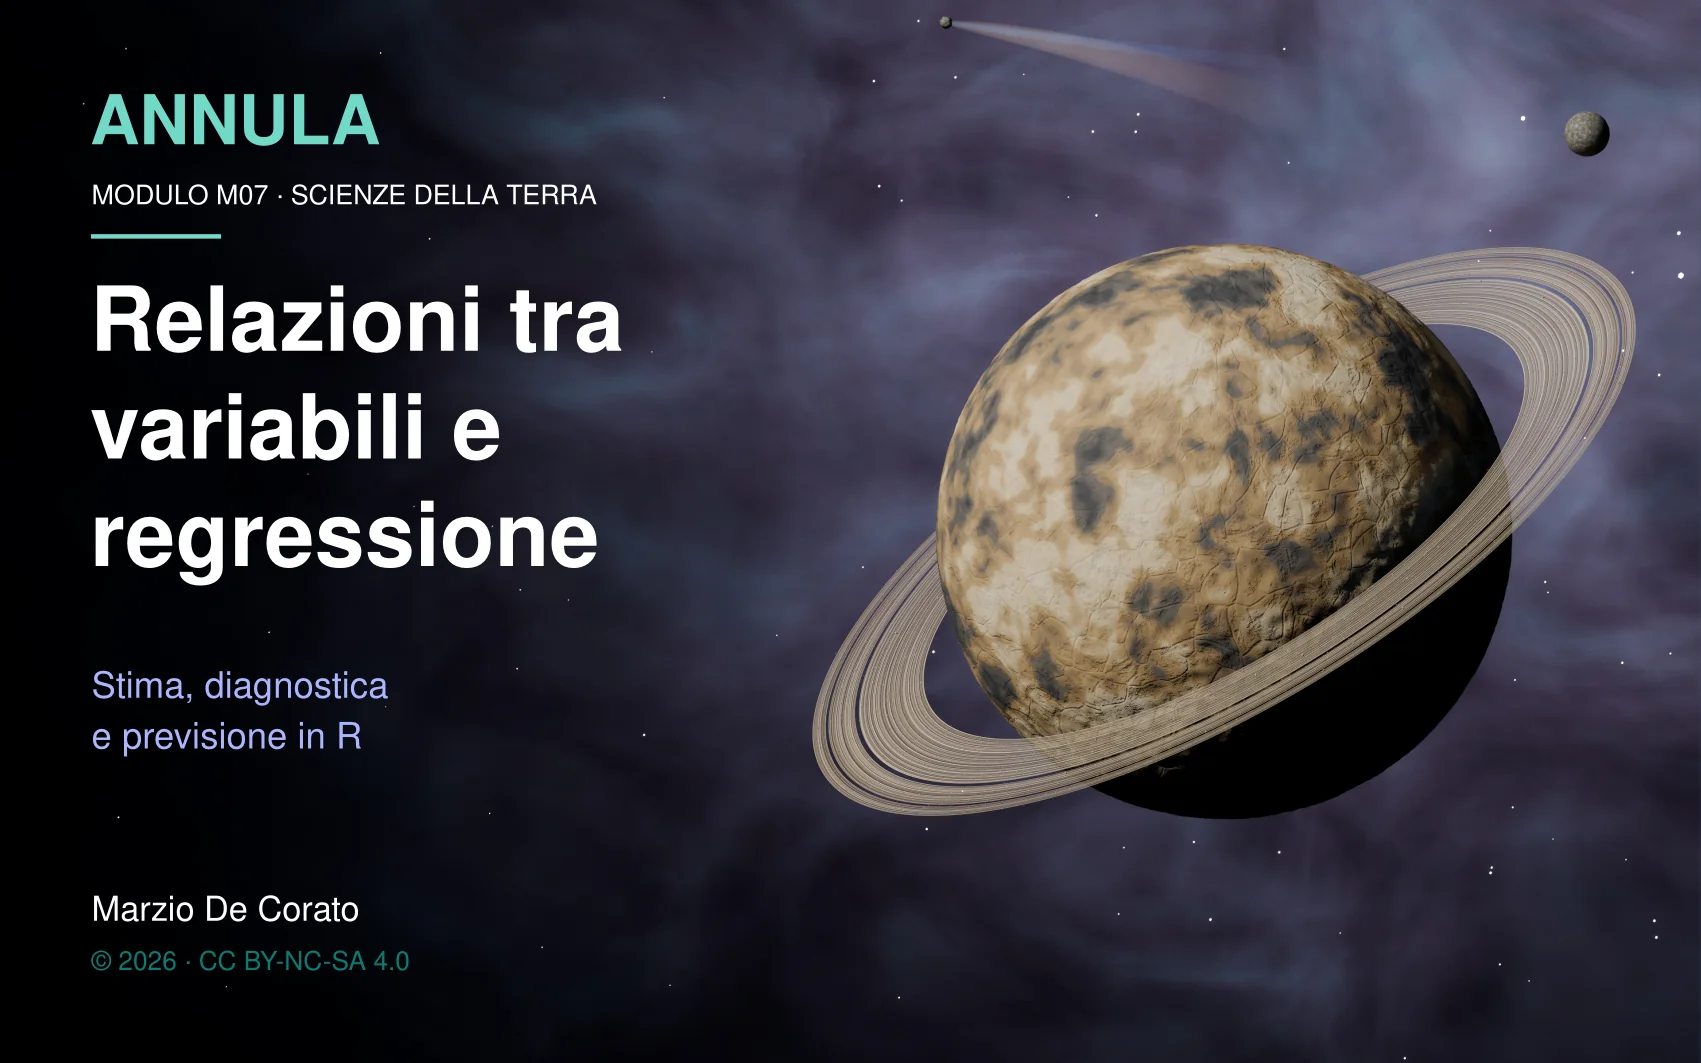 ANNULA
MODULO M07 · SCIENZE DELLA TERRA
Relazioni tra
variabili e
regressione
Stima, diagnostica
e previsione in R
Marzio De Corato
© 2026 · CC BY-NC-SA 4.0